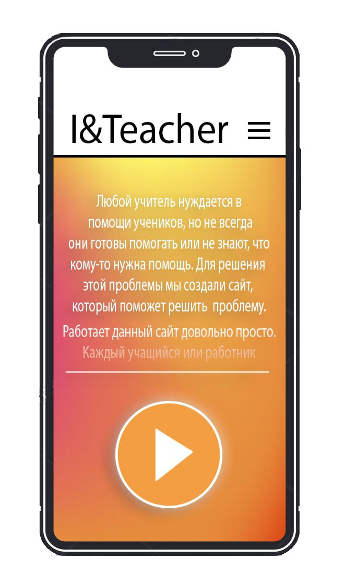 I&Teacher
Любой учитель нуждается в
помощи учеников, но не всегда
они готовы помогать или не знают, что
кому-то нужна помощь. Для решения
этой проблемы мы создали сайт,
который поможет решить проблему.
Работает данный сайт довольно просто.
Каждый учащийся или работник